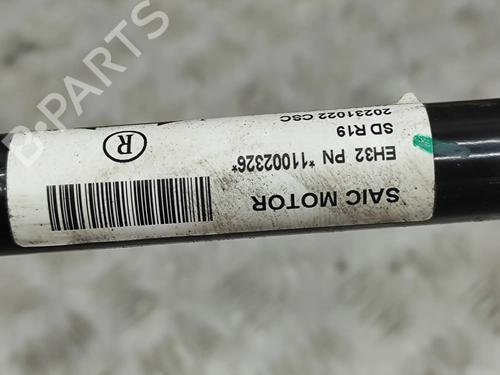 SAIC MOTOR
EH32 PN *11002326*
SD R19
20231022 CSC
R
B-PARTS